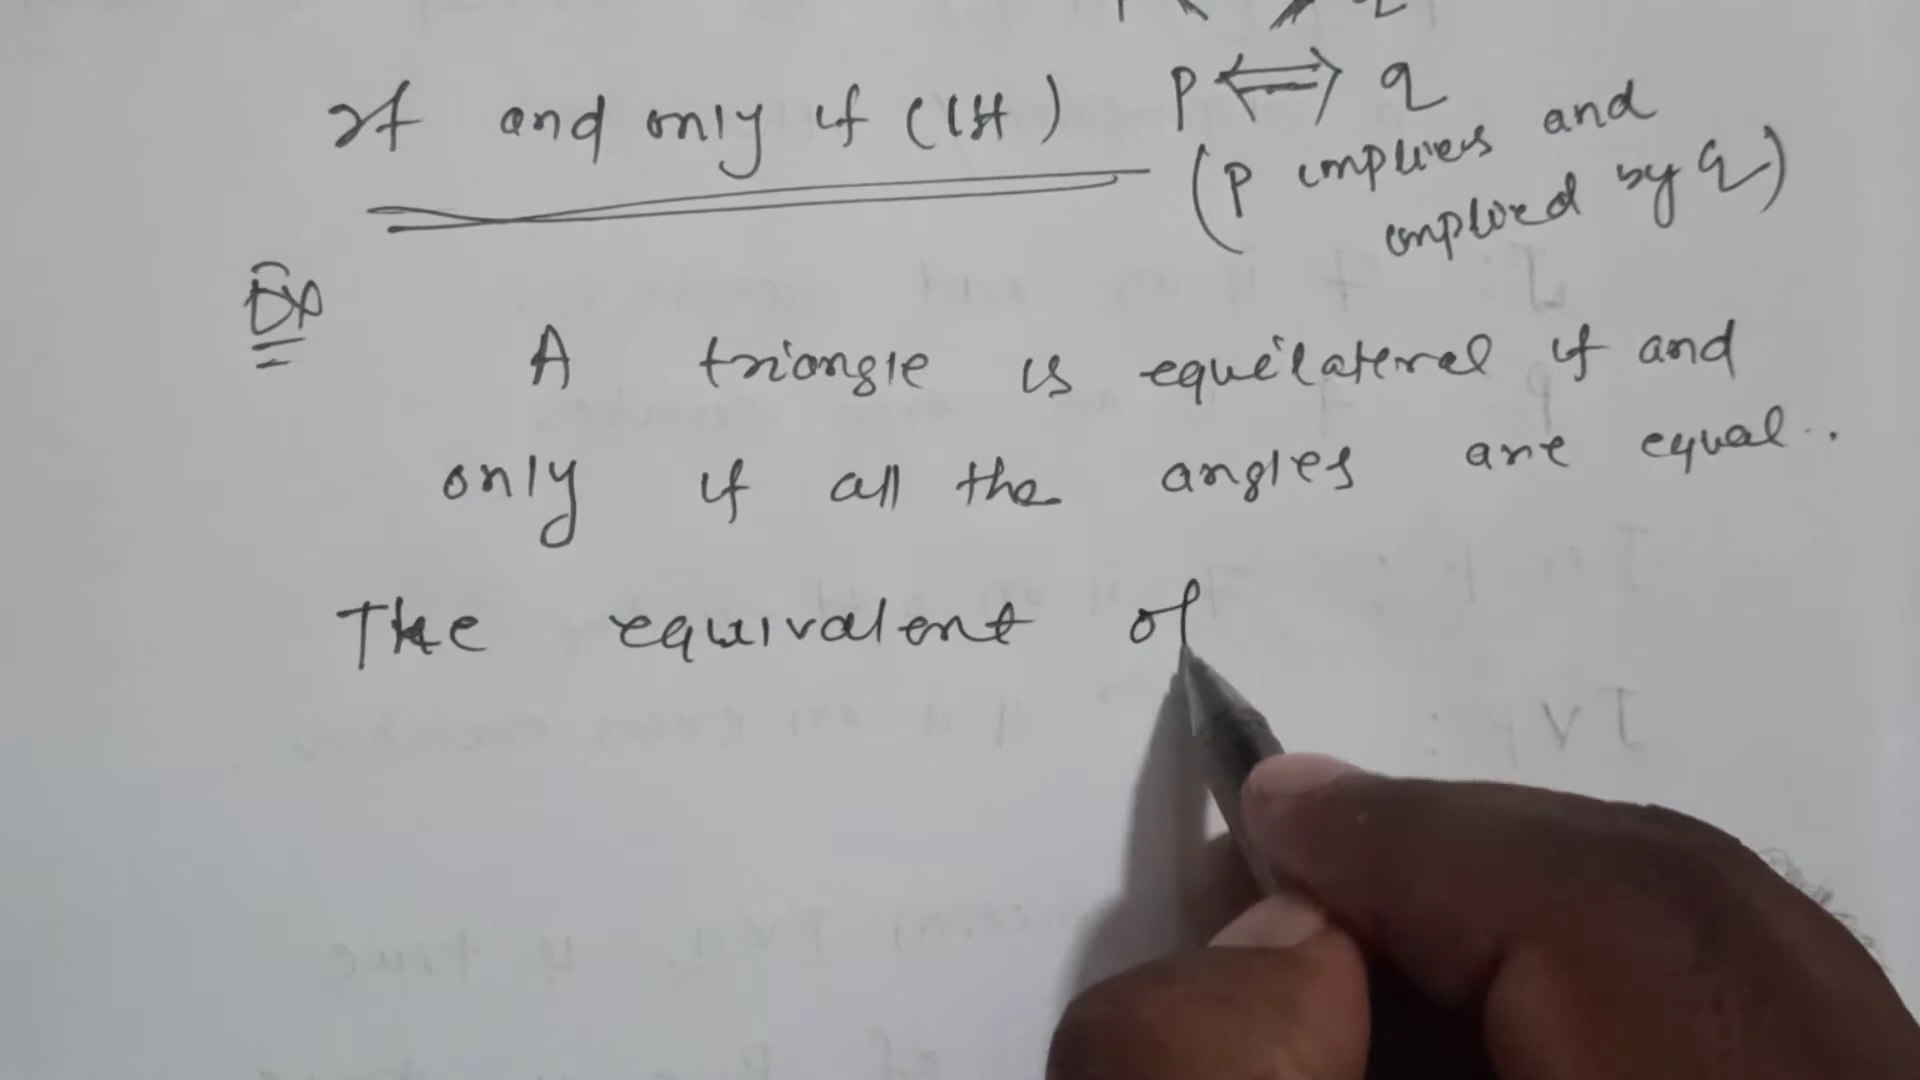 If and only if (iff) p ⟺ q
(p implies and
implied by q)
Ex
A triangle is equilateral if and
only if all the angles are equal.
The equivalent of